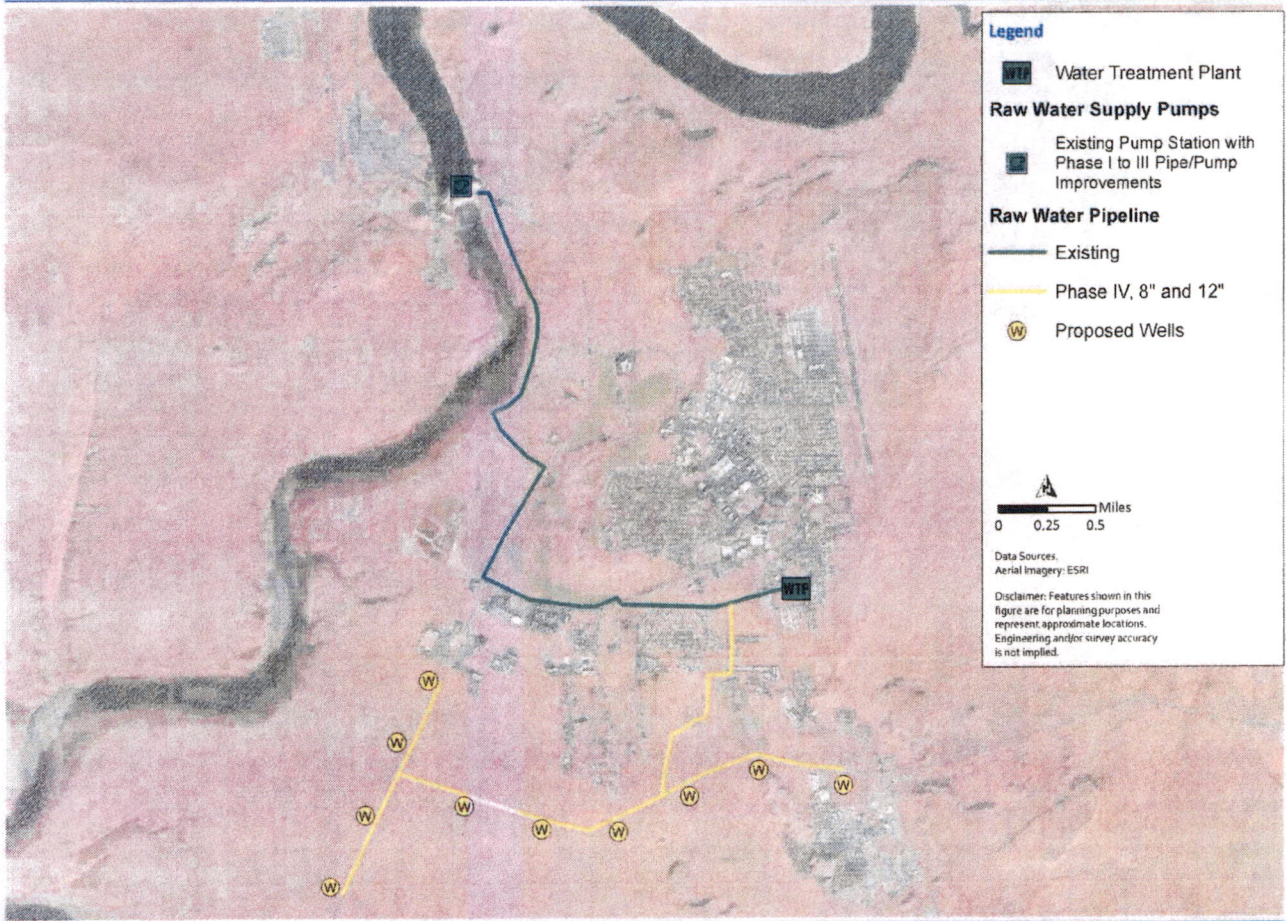 Legend
WTP Water Treatment Plant
Raw Water Supply Pumps
Existing Pump Station with
Phase I to III Pipe/Pump
Improvements
Raw Water Pipeline
Existing
Phase IV, 8" and 12"
W Proposed Wells
Miles
0 0.25 0.5
Data Sources.
Aerial Imagery: ESRI
Disclaimer: Features shown in this
figure are for planning purposes and
represent approximate locations.
Engineering and/or survey accuracy
is not implied.
WTP
W
W
W
W
W
W
W
W
W
W